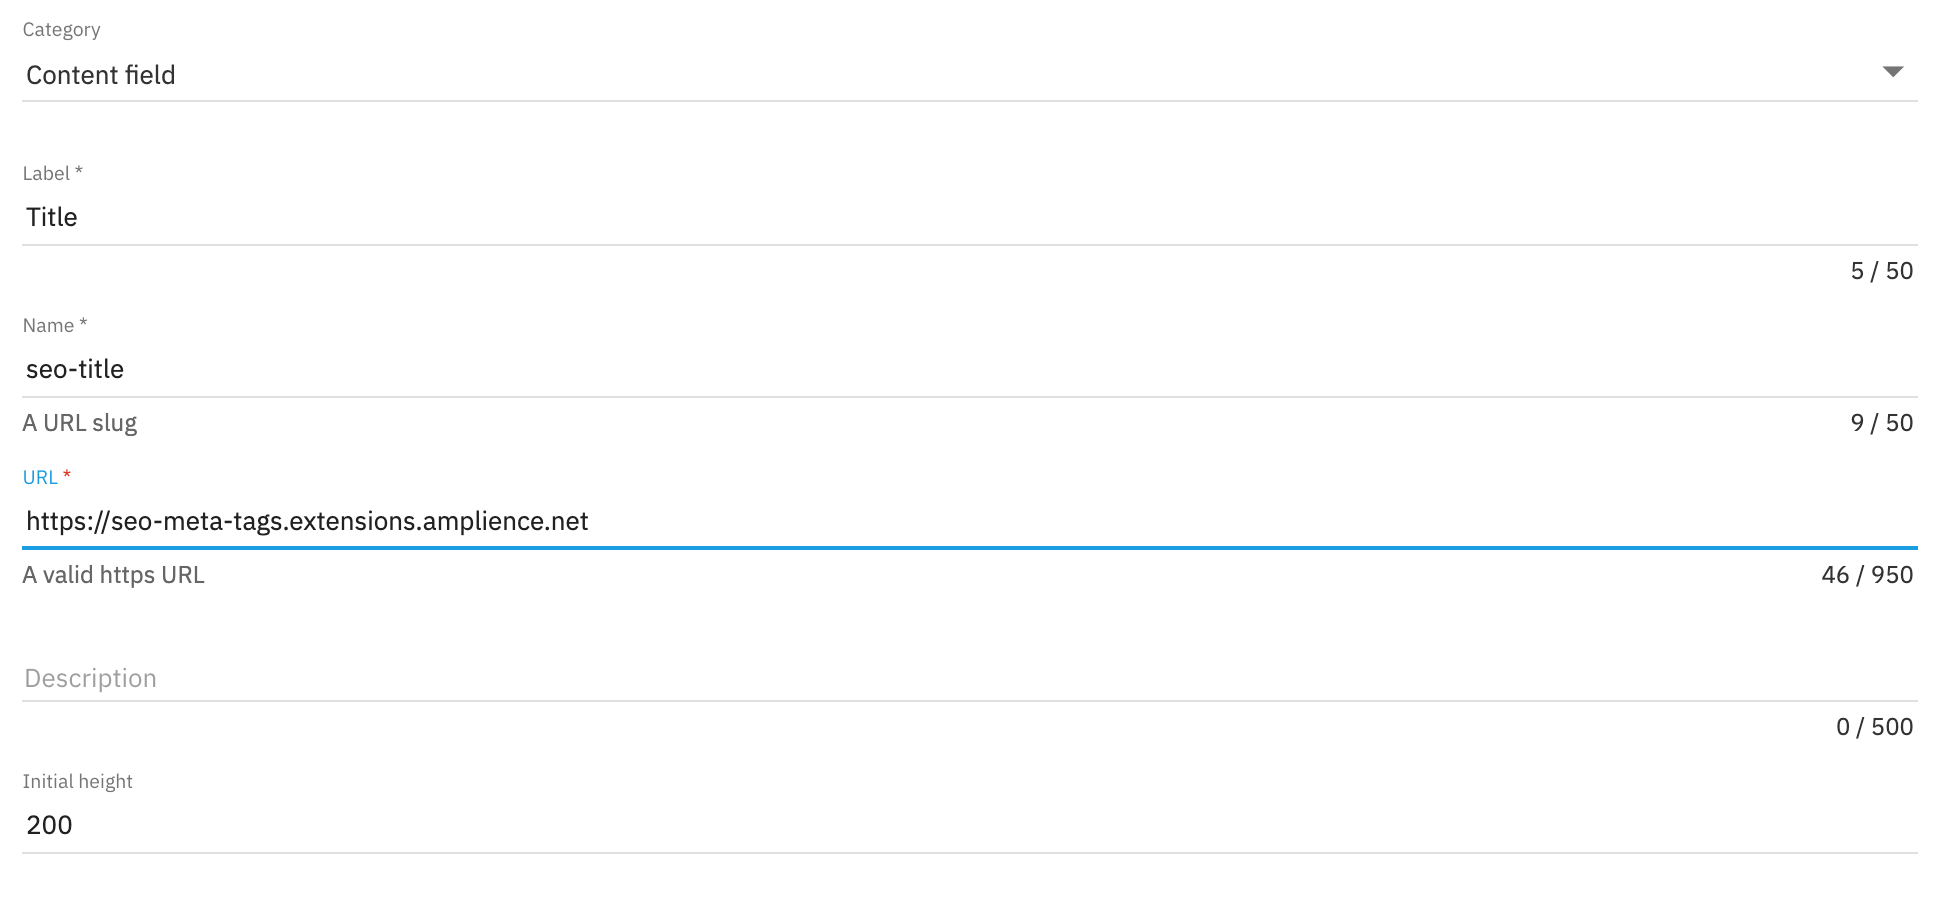 Category
Content field
Label *
Title
5 / 50
Name *
seo-title
A URL slug
9 / 50
URL *
https://seo-meta-tags.extensions.amplience.net
A valid https URL
46 / 950
Description
0 / 500
Initial height
200